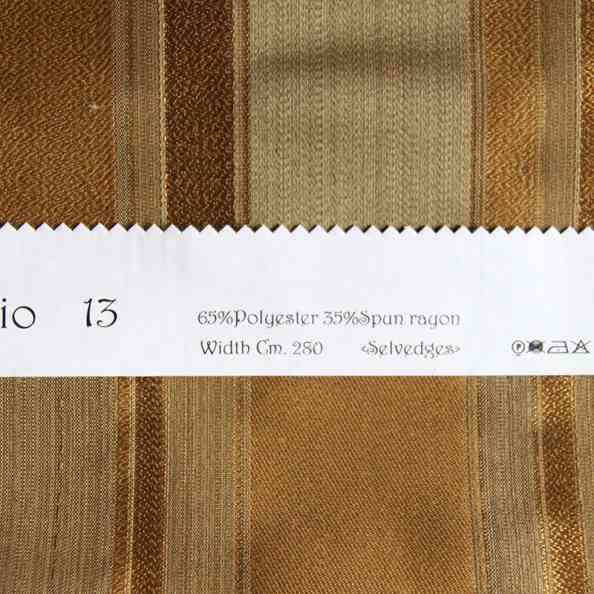 io 13
65%Polyester 35%Spun rayon
Width Cm. 280 <Selvedges>
P